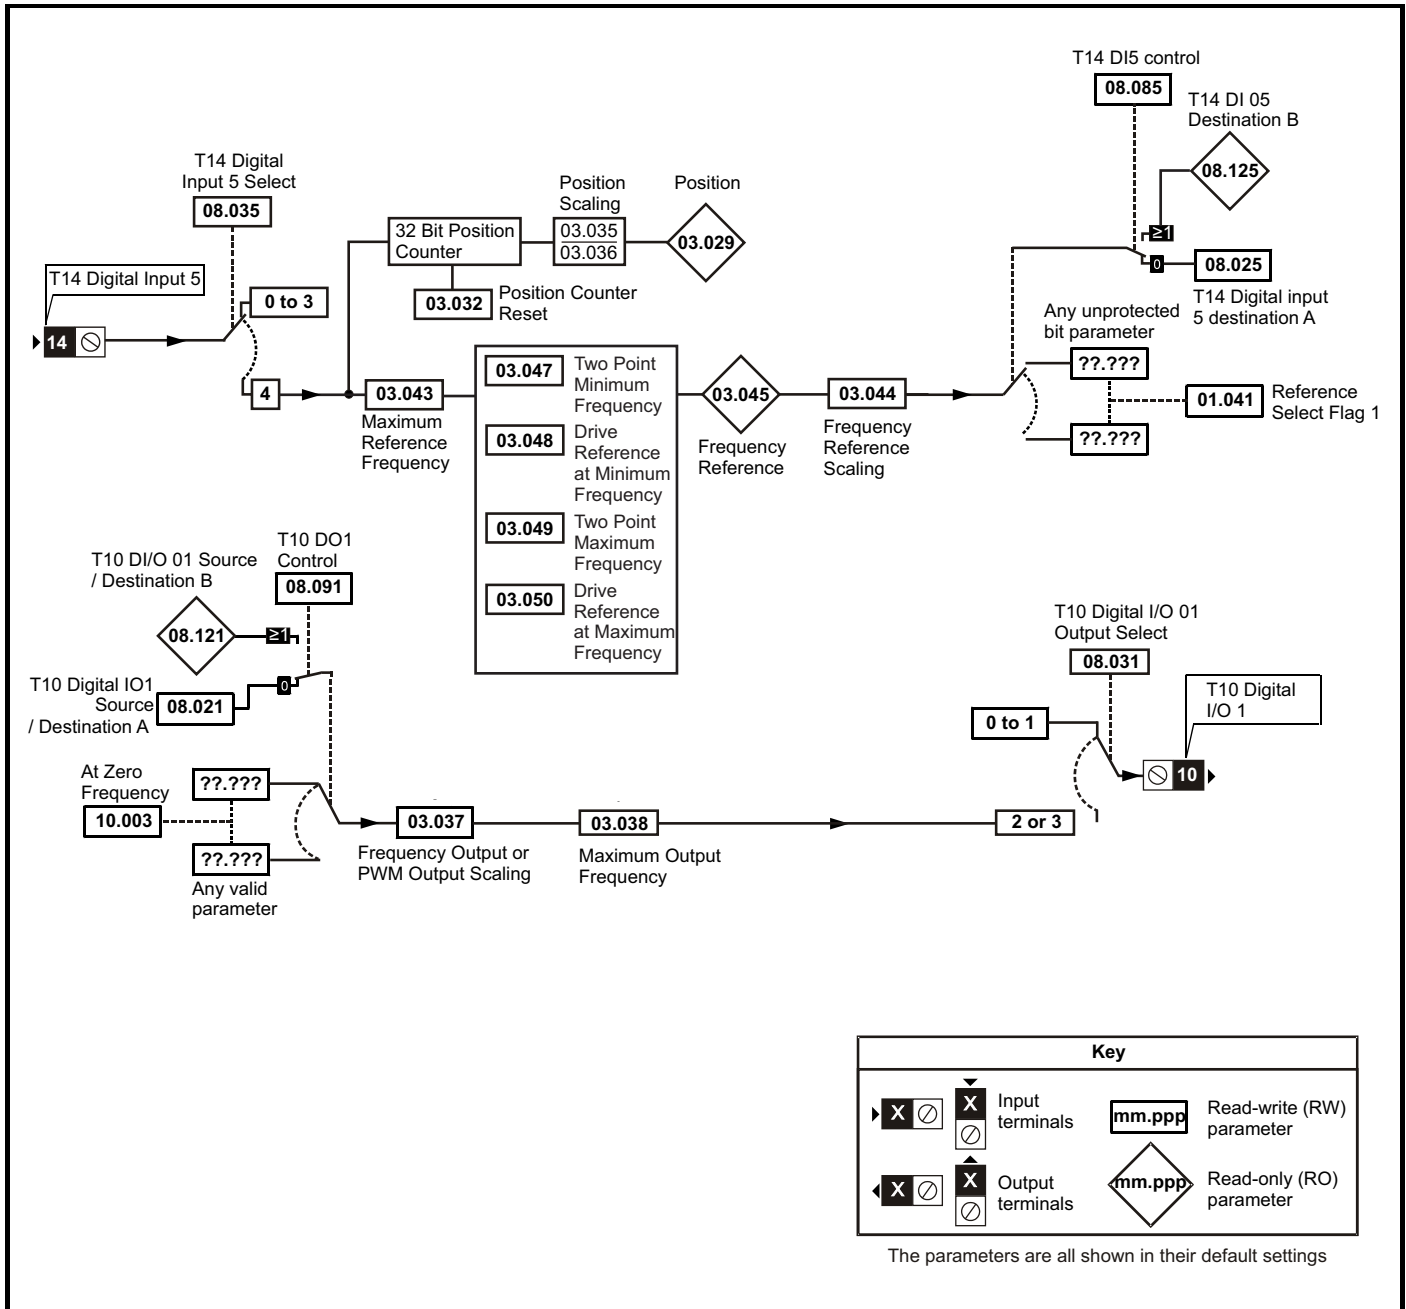 T14 DI5 control
08.085
T14 DI 05
Destination B
08.125
≥1
0
08.025
T14 Digital input
5 destination A
T14 Digital
Input 5 Select
08.035
T14 Digital Input 5
14
0 to 3
4
32 Bit Position
Counter
03.032
Position Counter
Reset
Position
Scaling
03.035
03.036
Position
03.029
03.043
Maximum
Reference
Frequency
03.047
Two Point
Minimum
Frequency
03.048
Drive
Reference
at Minimum
Frequency
03.049
Two Point
Maximum
Frequency
03.050
Drive
Reference
at Maximum
Frequency
03.045
Frequency
Reference
03.044
Frequency
Reference
Scaling
Any unprotected
bit parameter
??.???
??.???
01.041
Reference
Select Flag 1
T10 DI/O 01 Source
/ Destination B
08.121
≥1
T10 DO1
Control
08.091
0
T10 Digital IO1
Source
/ Destination A
08.021
At Zero
Frequency
10.003
??.???
??.???
Any valid
parameter
03.037
Frequency Output or
PWM Output Scaling
03.038
Maximum Output
Frequency
2 or 3
0 to 1
T10 Digital I/O 01
Output Select
08.031
T10 Digital
I/O 1
10
Key
X
X
Input
terminals
mm.ppp
Read-write (RW)
parameter
X
X
Output
terminals
mm.ppp
Read-only (RO)
parameter
The parameters are all shown in their default settings